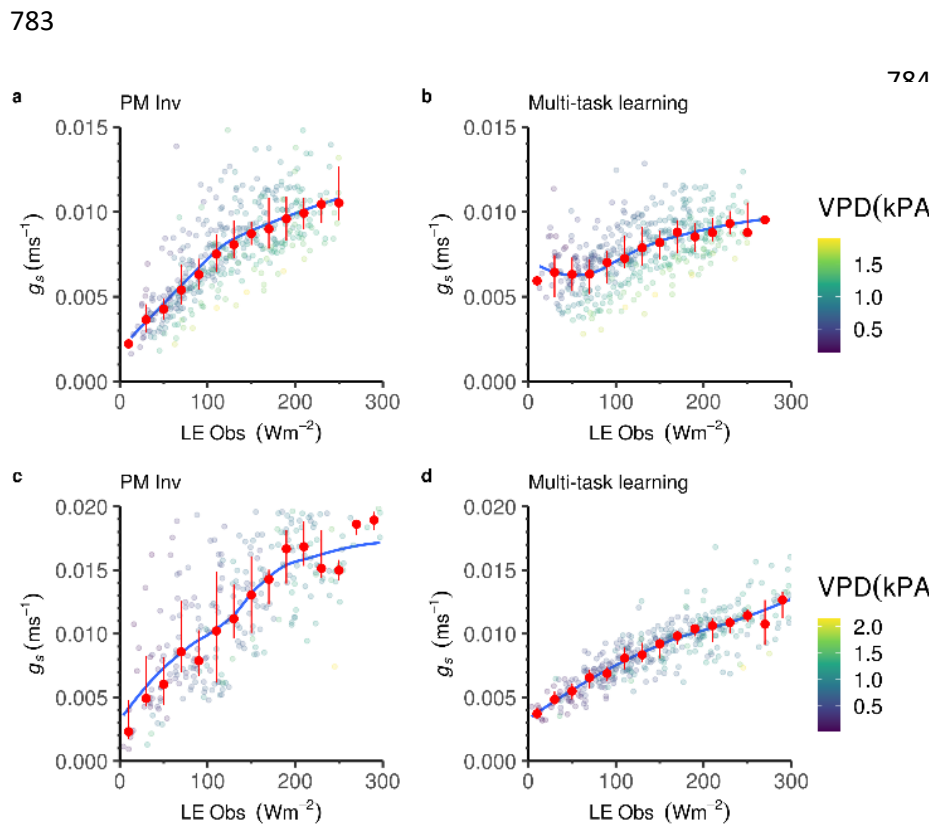 783
784
a PM Inv
b Multi-task learning
0.015
0.010
0.005
0.000
gs (ms−1)
0 100 200 300
LE Obs (Wm−2)
0.015
0.010
0.005
0.000
gs (ms−1)
0 100 200 300
LE Obs (Wm−2)
VPD(kPA
1.5
1.0
0.5
c PM Inv
d Multi-task learning
0.020
0.015
0.010
0.005
0.000
gs (ms−1)
0 100 200 300
LE Obs (Wm−2)
0.020
0.015
0.010
0.005
0.000
gs (ms−1)
0 100 200 300
LE Obs (Wm−2)
VPD(kPA
2.0
1.5
1.0
0.5